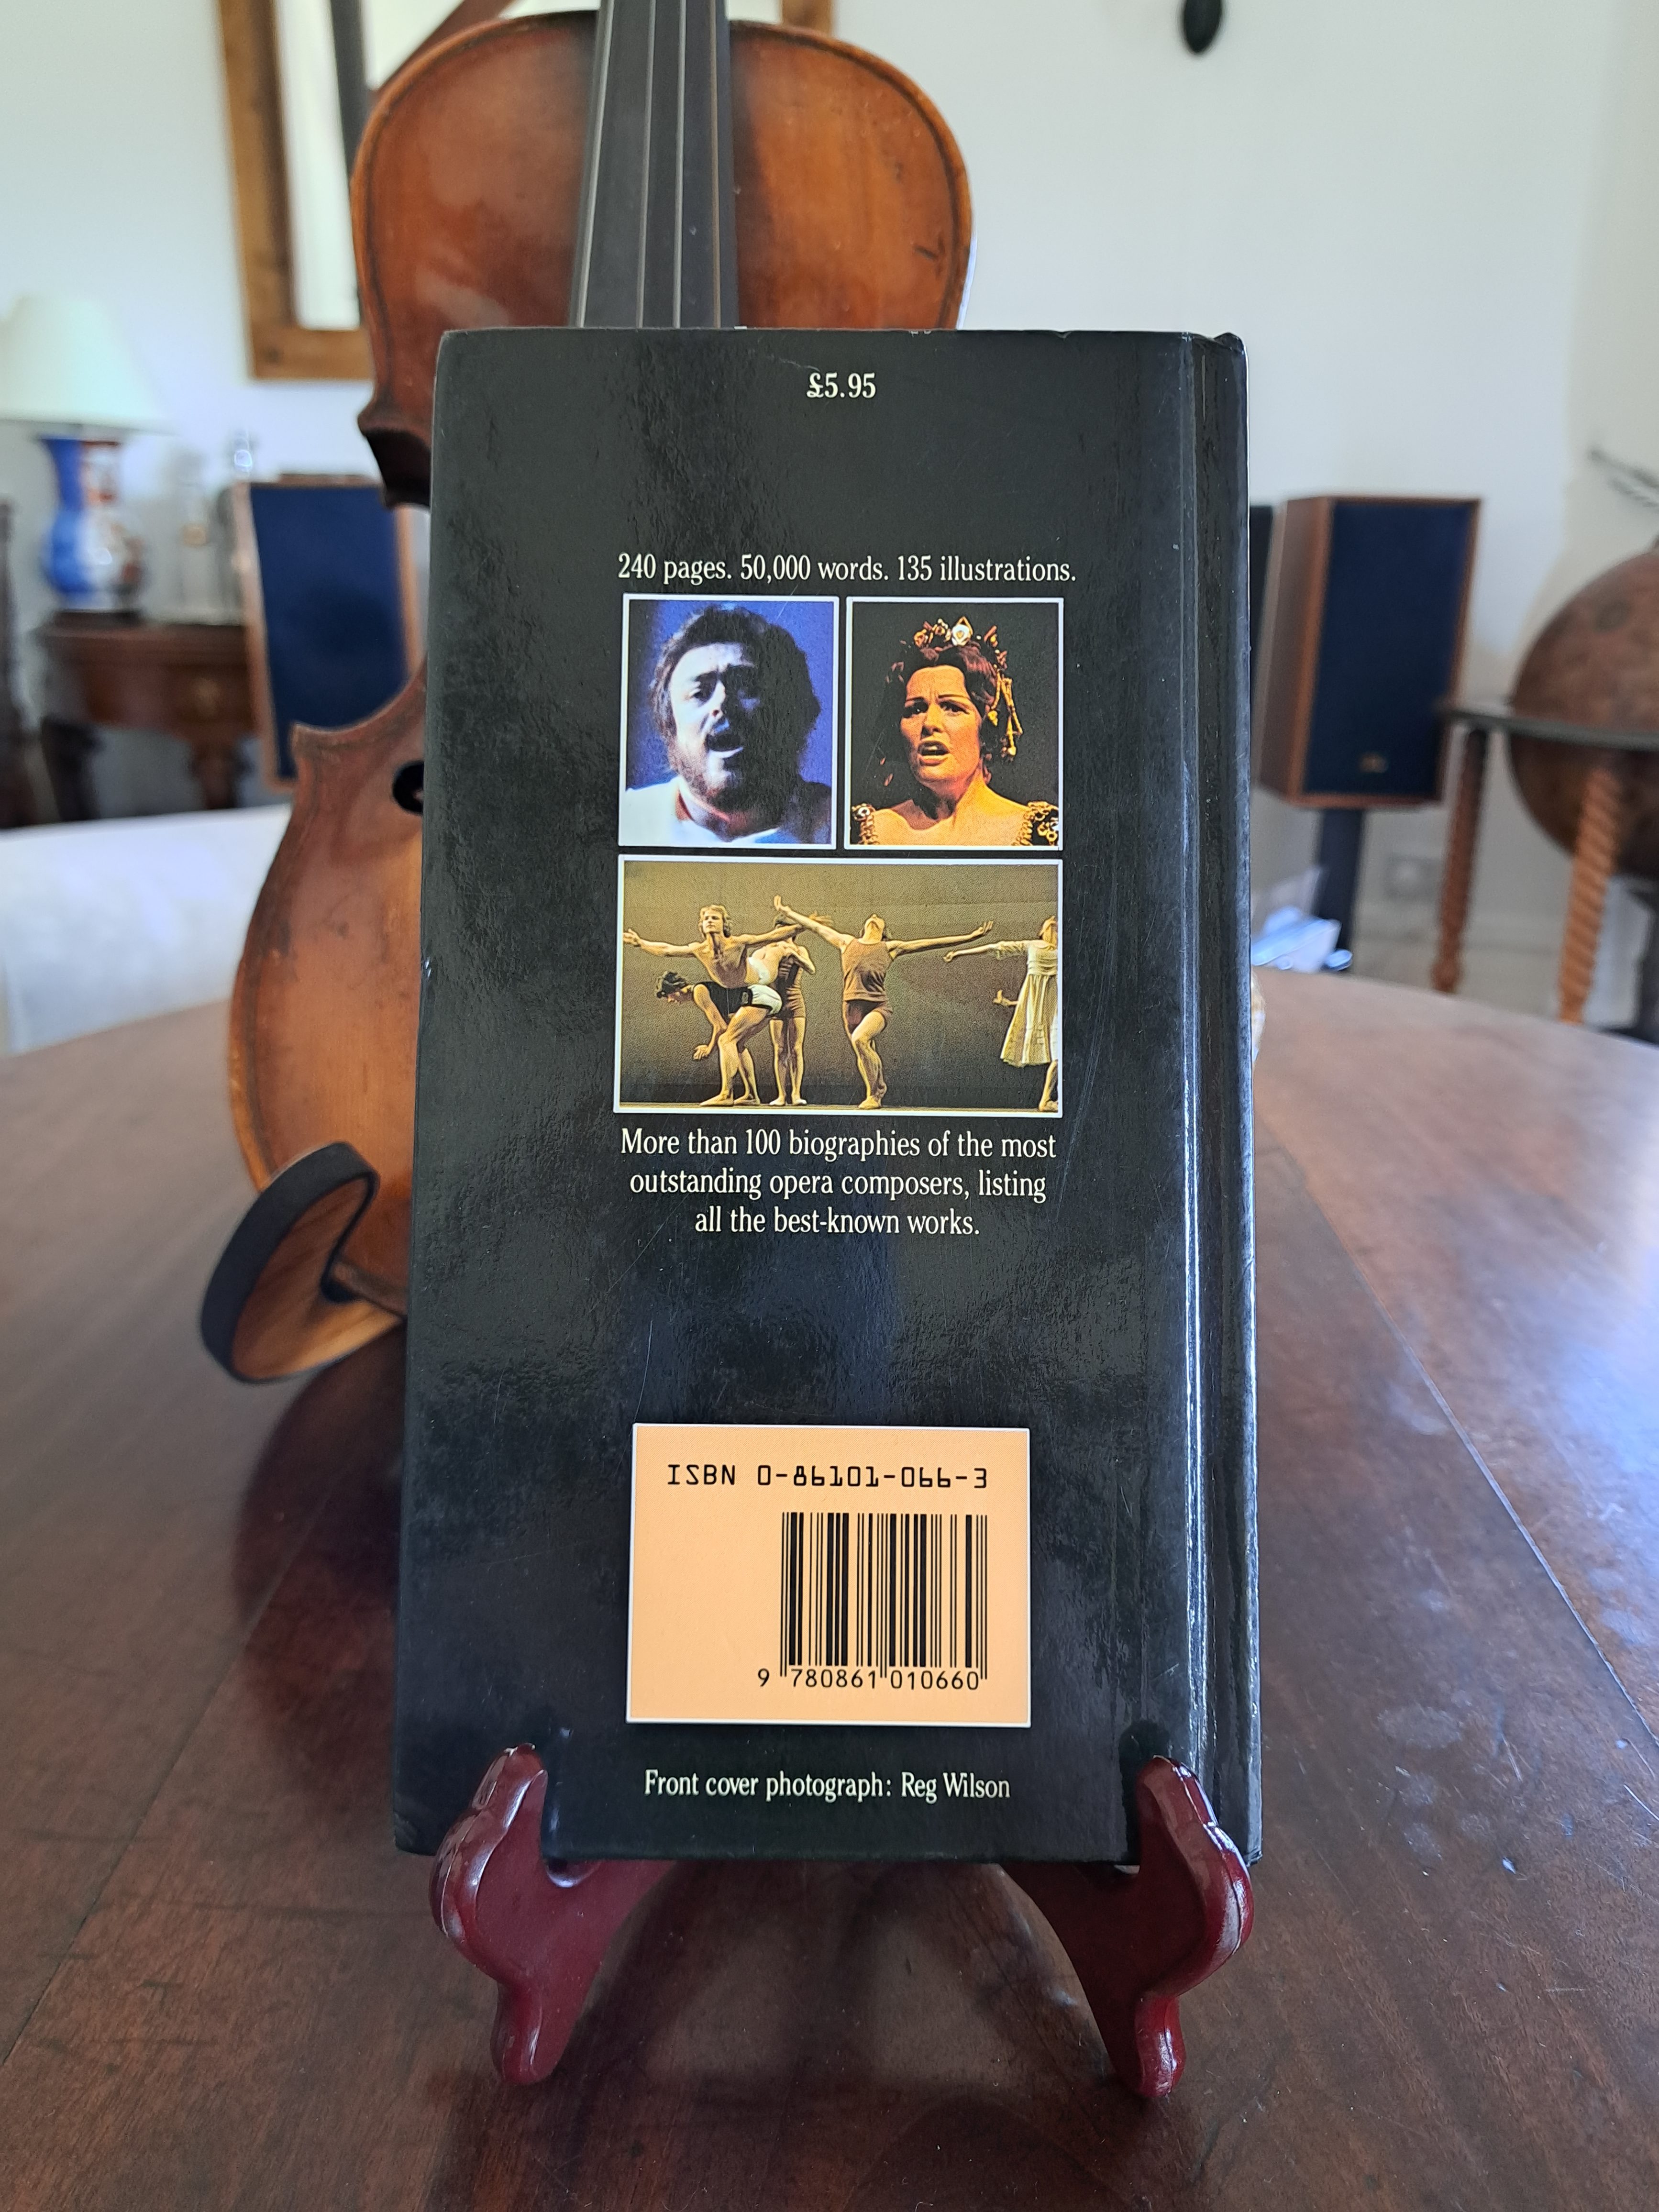 £5.95
240 pages. 50,000 words. 135 illustrations.
More than 100 biographies of the most
outstanding opera composers, listing
all the best-known works.
ISBN 0-86101-066-3
9 780861 010660
Front cover photograph: Reg Wilson